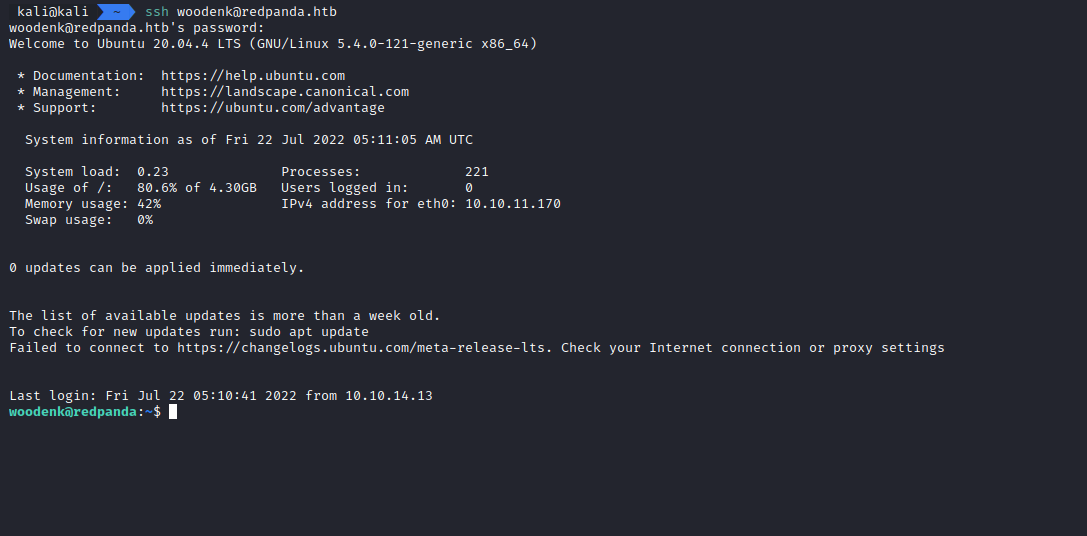 kali@kali ~ ssh woodenk@redpanda.htb
woodenk@redpanda.htb's password:
Welcome to Ubuntu 20.04.4 LTS (GNU/Linux 5.4.0-121-generic x86_64)
* Documentation:  https://help.ubuntu.com
* Management:     https://landscape.canonical.com
* Support:        https://ubuntu.com/advantage
System information as of Fri 22 Jul 2022 05:11:05 AM UTC
System load:  0.23               Processes:             221
Usage of /:   80.6% of 4.30GB   Users logged in:       0
Memory usage: 42%               IPv4 address for eth0: 10.10.11.170
Swap usage:   0%
0 updates can be applied immediately.
The list of available updates is more than a week old.
To check for new updates run: sudo apt update
Failed to connect to https://changelogs.ubuntu.com/meta-release-lts. Check your Internet connection or proxy settings
Last login: Fri Jul 22 05:10:41 2022 from 10.10.14.13
woodenk@redpanda:~$